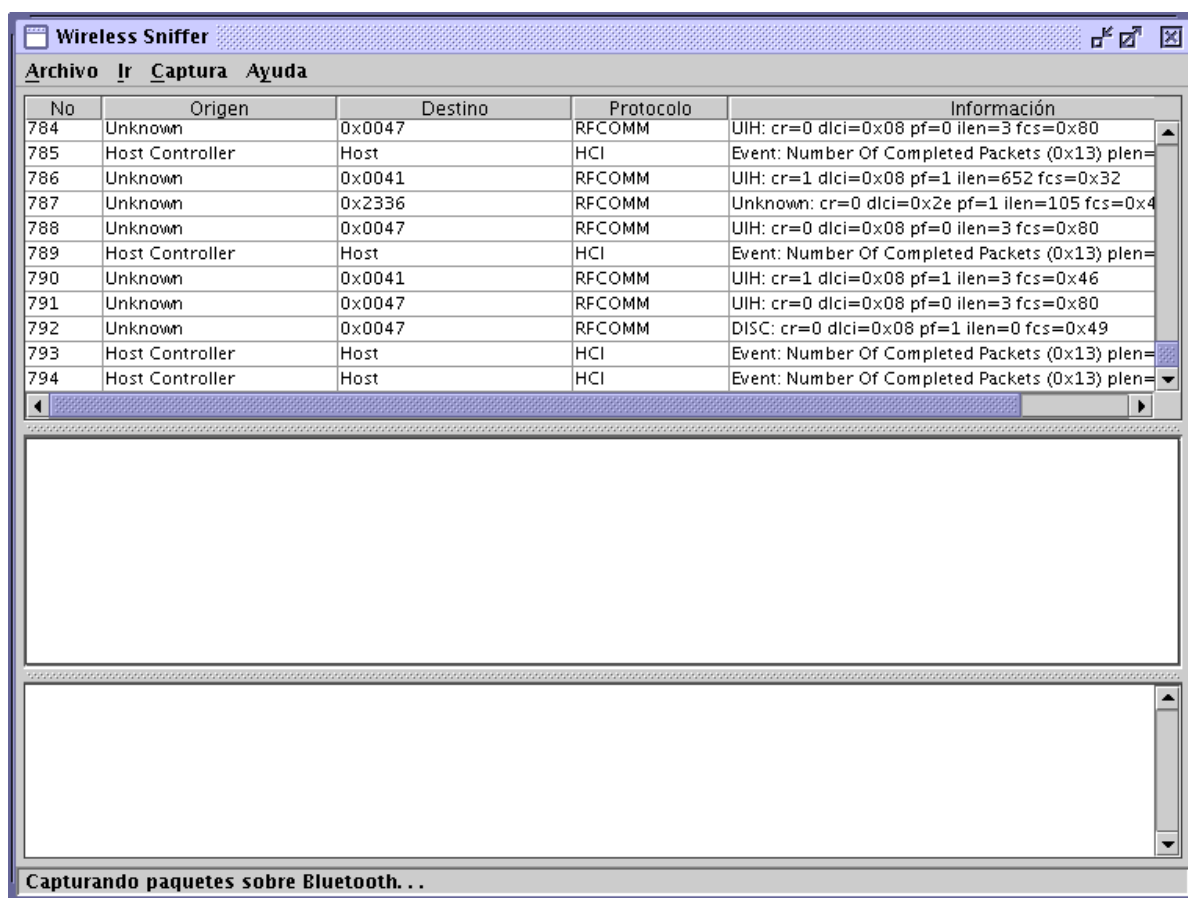 Wireless Sniffer
Archivo Ir Captura Ayuda
No Origen Destino Protocolo Información
784 Unknown 0x0047 RFCOMM UIH: cr=0 dlci=0x08 pf=0 ilen=3 fcs=0x80
785 Host Controller Host HCI Event: Number Of Completed Packets (0x13) plen=
786 Unknown 0x0041 RFCOMM UIH: cr=1 dlci=0x08 pf=1 ilen=652 fcs=0x32
787 Unknown 0x2336 RFCOMM Unknown: cr=0 dlci=0x2e pf=1 ilen=105 fcs=0x4
788 Unknown 0x0047 RFCOMM UIH: cr=0 dlci=0x08 pf=0 ilen=3 fcs=0x80
789 Host Controller Host HCI Event: Number Of Completed Packets (0x13) plen=
790 Unknown 0x0041 RFCOMM UIH: cr=1 dlci=0x08 pf=1 ilen=3 fcs=0x46
791 Unknown 0x0047 RFCOMM UIH: cr=0 dlci=0x08 pf=0 ilen=3 fcs=0x80
792 Unknown 0x0047 RFCOMM DISC: cr=0 dlci=0x08 pf=1 ilen=0 fcs=0x49
793 Host Controller Host HCI Event: Number Of Completed Packets (0x13) plen=
794 Host Controller Host HCI Event: Number Of Completed Packets (0x13) plen=
Capturando paquetes sobre Bluetooth. . .